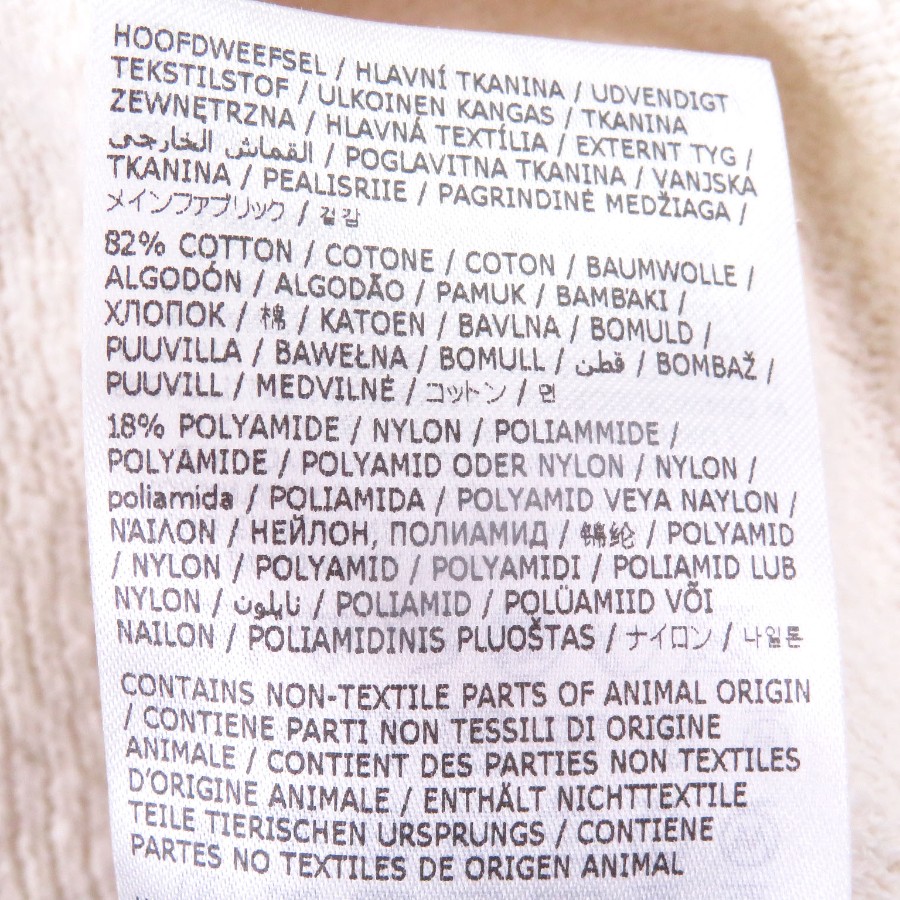 HOOFDWEEFSEL / HLAVNÍ TKANINA / UDVENDIGT
TEKSTILSTOF / ULKOINEN KANGAS / TKANINA
ZEWNĘTRZNA / HLAVNÁ TEXTÍLIA / EXTERNT TYG /
القماش الخارجي / POGLAVITNA TKANINA / VANJSKA
TKANINA / PEALISRIIE / PAGRINDINĖ MEDŽIAGA /
メインファブリック / 겉감
82% COTTON / COTONE / COTON / BAUMWOLLE /
ALGODÓN / ALGODÃO / PAMUK / ΒΑΜΒΆΚΙ /
ХЛОПОК / 棉 / KATOEN / BAVLNA / BOMULD /
PUUVILLA / BAWEŁNA / BOMULL / قطن / BOMBAŽ /
PUUVILL / MEDVILNĖ / コットン / 면
18% POLYAMIDE / NYLON / POLIAMMIDE /
POLYAMIDE / POLYAMID ODER NYLON / NYLON /
poliamida / POLIAMIDA / POLYAMID VEYA NAYLON /
ΝΆΙΛΟΝ / НЕЙЛОН, ПОЛИАМИД / 锦纶 / POLYAMID
/ NYLON / POLYAMID / POLYAMIDI / POLIAMID LUB
NYLON / نايلون / POLIAMID / POLÜAMIID VÕI
NAILON / POLIAMIDINIS PLUOŠTAS / ナイロン / 나일론
CONTAINS NON-TEXTILE PARTS OF ANIMAL ORIGIN
/ CONTIENE PARTI NON TESSILI DI ORIGINE
ANIMALE / CONTIENT DES PARTIES NON TEXTILES
D'ORIGINE ANIMALE / ENTHÄLT NICHTTEXTILE
TEILE TIERISCHEN URSPRUNGS / CONTIENE
PARTES NO TEXTILES DE ORIGEN ANIMAL